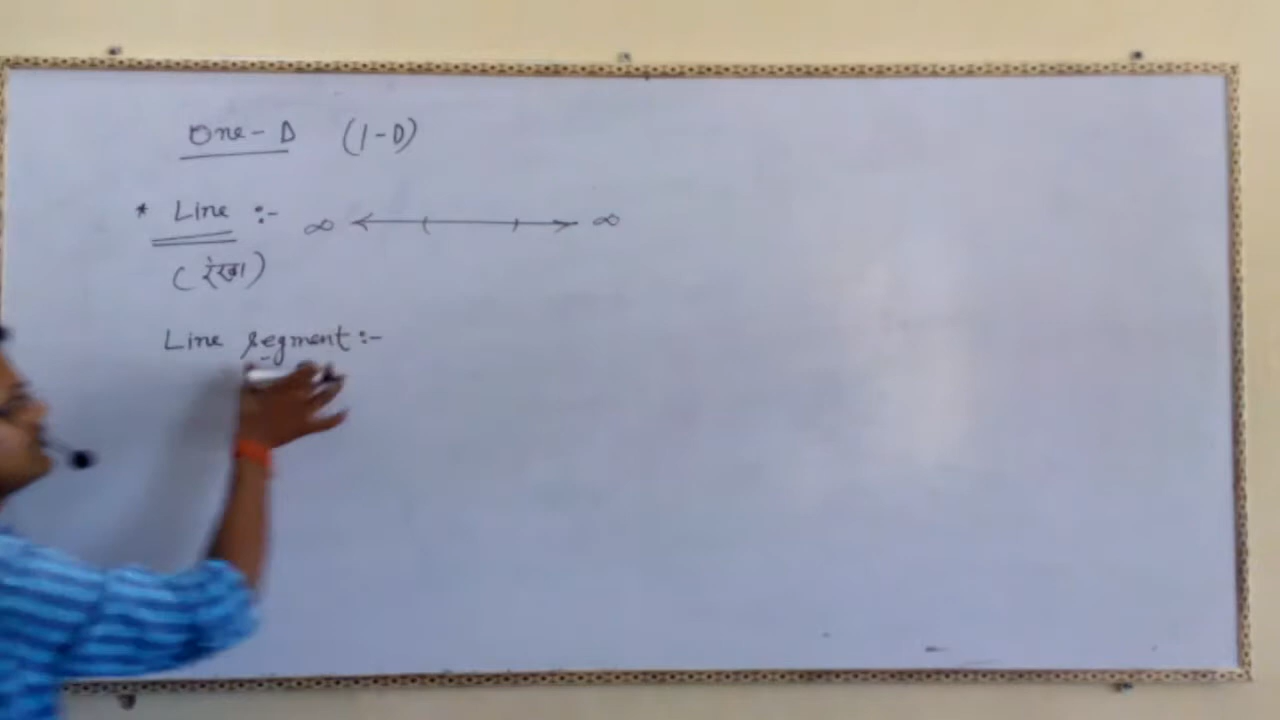 One-D (1-D)
* Line :- ∞ ∞
(रेखा)
Line segment :-